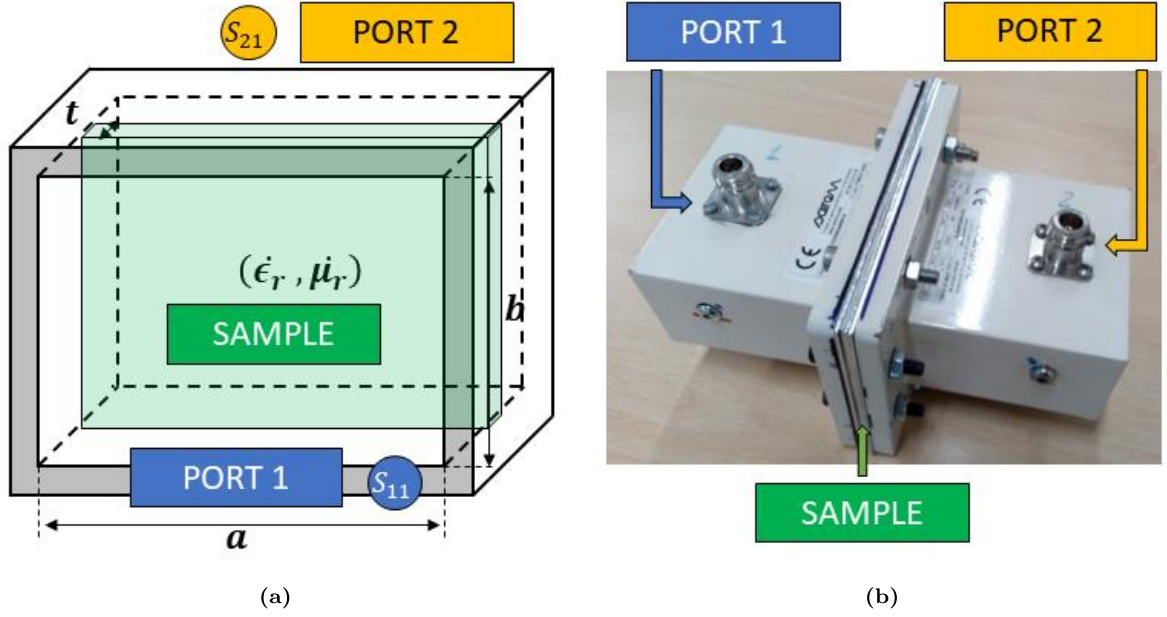 S₂₁ PORT 2
t
(ϵ̇ᵣ , μ̇ᵣ)
SAMPLE
b
PORT 1 S₁₁
a
(a)
PORT 1
PORT 2
1
CE
2
SAMPLE
(b)